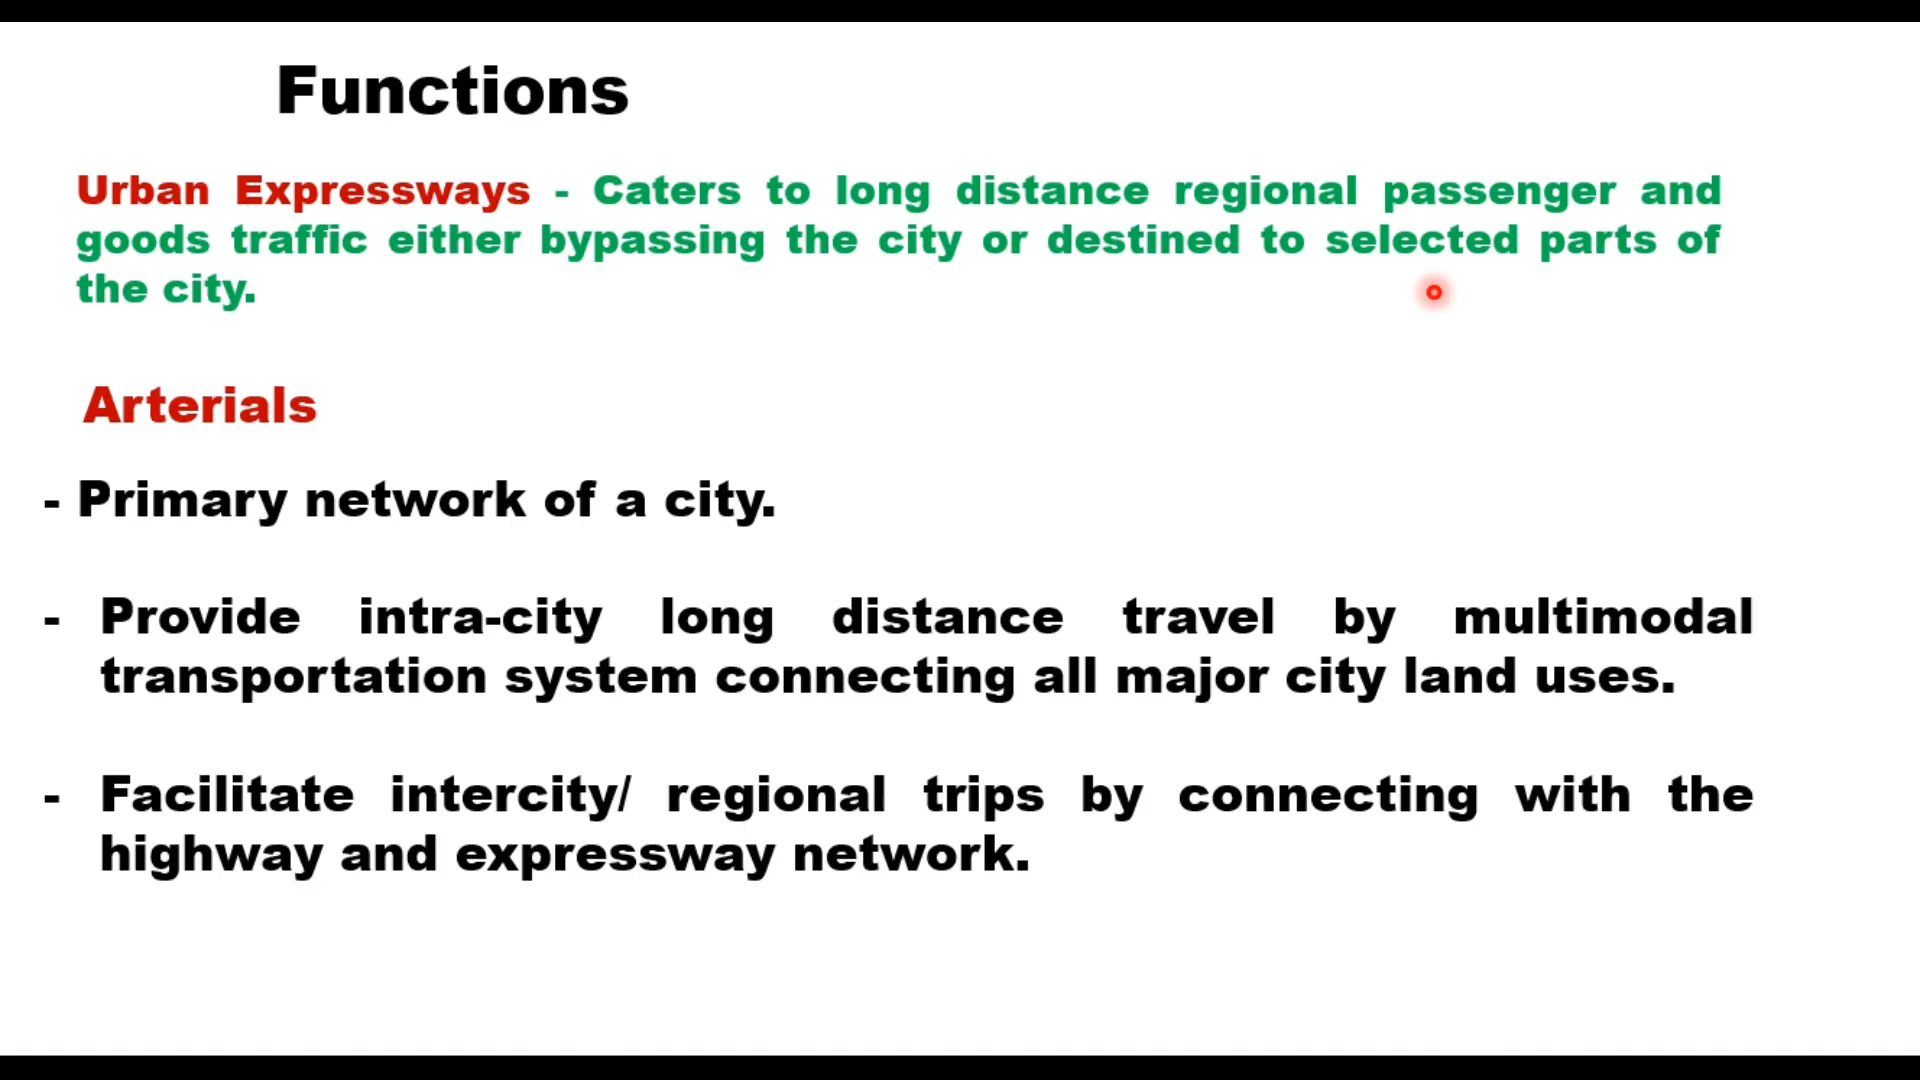 Functions
Urban Expressways - Caters to long distance regional passenger and
goods traffic either bypassing the city or destined to selected parts of
the city.
Arterials
- Primary network of a city.
- Provide intra-city long distance travel by multimodal
transportation system connecting all major city land uses.
- Facilitate intercity/ regional trips by connecting with the
highway and expressway network.